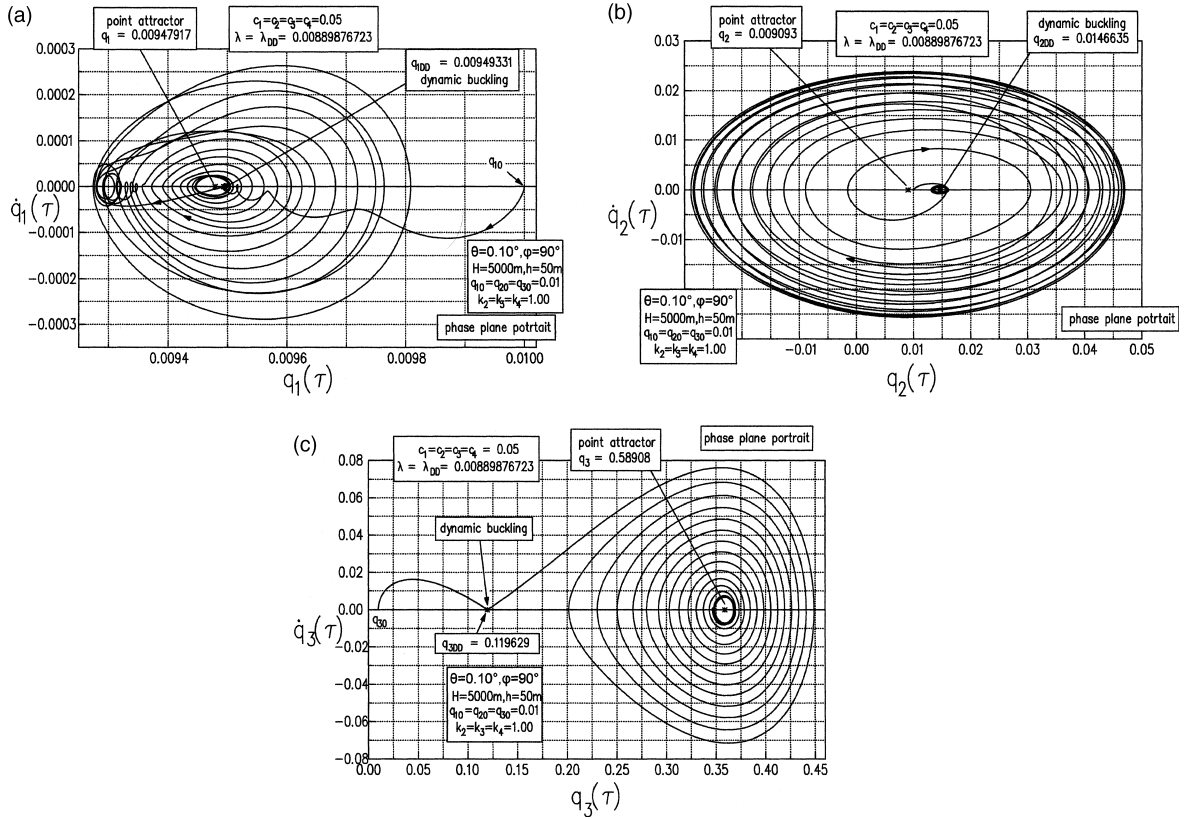 (a)
point attractor
q₁ = 0.00947917
c₁=c₂=c₃=c₄=0.05
λ = λ_DD = 0.00889876723
q₁DD = 0.00949331
dynamic buckling
q₁₀
0.0003
0.0002
0.0001
0.0000
−0.0001
−0.0002
−0.0003
q̇₁(τ)
θ=0.10°,φ=90°
H=5000m,h=50m
q₁₀=q₂₀=q₃₀=0.01
k₂=k₃=k₄=1.00
phase plane potrtait
0.0094
0.0096
0.0098
0.0100
q₁(τ)
(b)
point attractor
q₂ = 0.009093
c₁=c₂=c₃=c₄=0.05
λ = λ_DD = 0.00889876723
dynamic buckling
q₂DD = 0.0146635
0.03
0.02
0.01
0.00
−0.01
q̇₂(τ)
θ=0.10°,φ=90°
H=5000m,h=50m
q₁₀=q₂₀=q₃₀=0.01
k₂=k₃=k₄=1.00
phase plane potrtait
−0.01
0.00
0.01
0.02
0.03
0.04
0.05
q₂(τ)
(c)
c₁=c₂=c₃=c₄ = 0.05
λ = λ_DD = 0.00889876723
point attractor
q₃ = 0.58908
phase plane portrait
dynamic buckling
0.08
0.06
0.04
0.02
0.00
−0.02
−0.04
−0.06
−0.08
q̇₃(τ)
q₃₀
q₃DD = 0.119629
θ=0.10°,φ=90°
H=5000m,h=50m
q₁₀=q₂₀=q₃₀=0.01
k₂=k₃=k₄=1.00
0.00
0.05
0.10
0.15
0.20
0.25
0.30
0.35
0.40
0.45
q₃(τ)